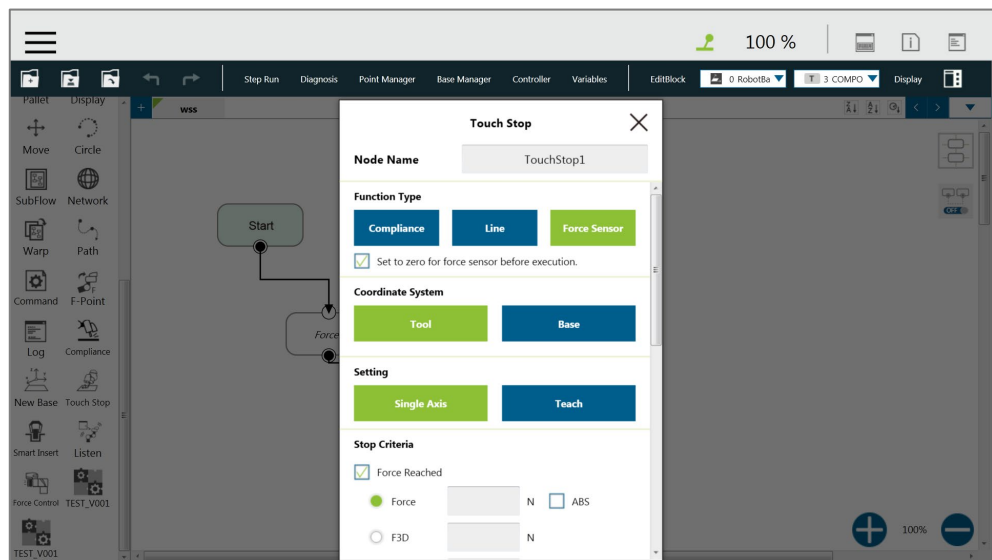 100 %
Step Run Diagnosis Point Manager Base Manager Controller Variables EditBlock 0 RobotBa T 3 COMPO Display
Pallet Display
+ wss
Move Circle
SubFlow Network
Warp Path
Command F-Point
Log Compliance
New Base Touch Stop
Smart Insert Listen
Force Control TEST_V001
TEST_V001
Start
Force
Touch Stop
Node Name TouchStop1
Function Type
Compliance Line Force Sensor
Set to zero for force sensor before execution.
Coordinate System
Tool Base
Setting
Single Axis Teach
Stop Criteria
Force Reached
Force N ABS
F3D N
OFF
100%